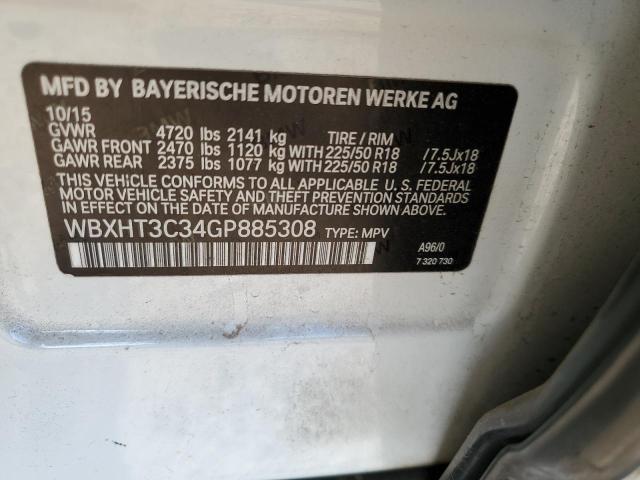 MFD BY BAYERISCHE MOTOREN WERKE AG
10/15
GVWR 4720 lbs 2141 kg TIRE / RIM
GAWR FRONT 2470 lbs 1120 kg WITH 225/50 R18 /7.5Jx18
GAWR REAR 2375 lbs 1077 kg WITH 225/50 R18 /7.5Jx18
THIS VEHICLE CONFORMS TO ALL APPLICABLE U. S. FEDERAL
MOTOR VEHICLE SAFETY AND THEFT PREVENTION STANDARDS
IN EFFECT ON THE DATE OF MANUFACTURE SHOWN ABOVE.
WBXHT3C34GP885308 TYPE: MPV
A96/0
7 320 730